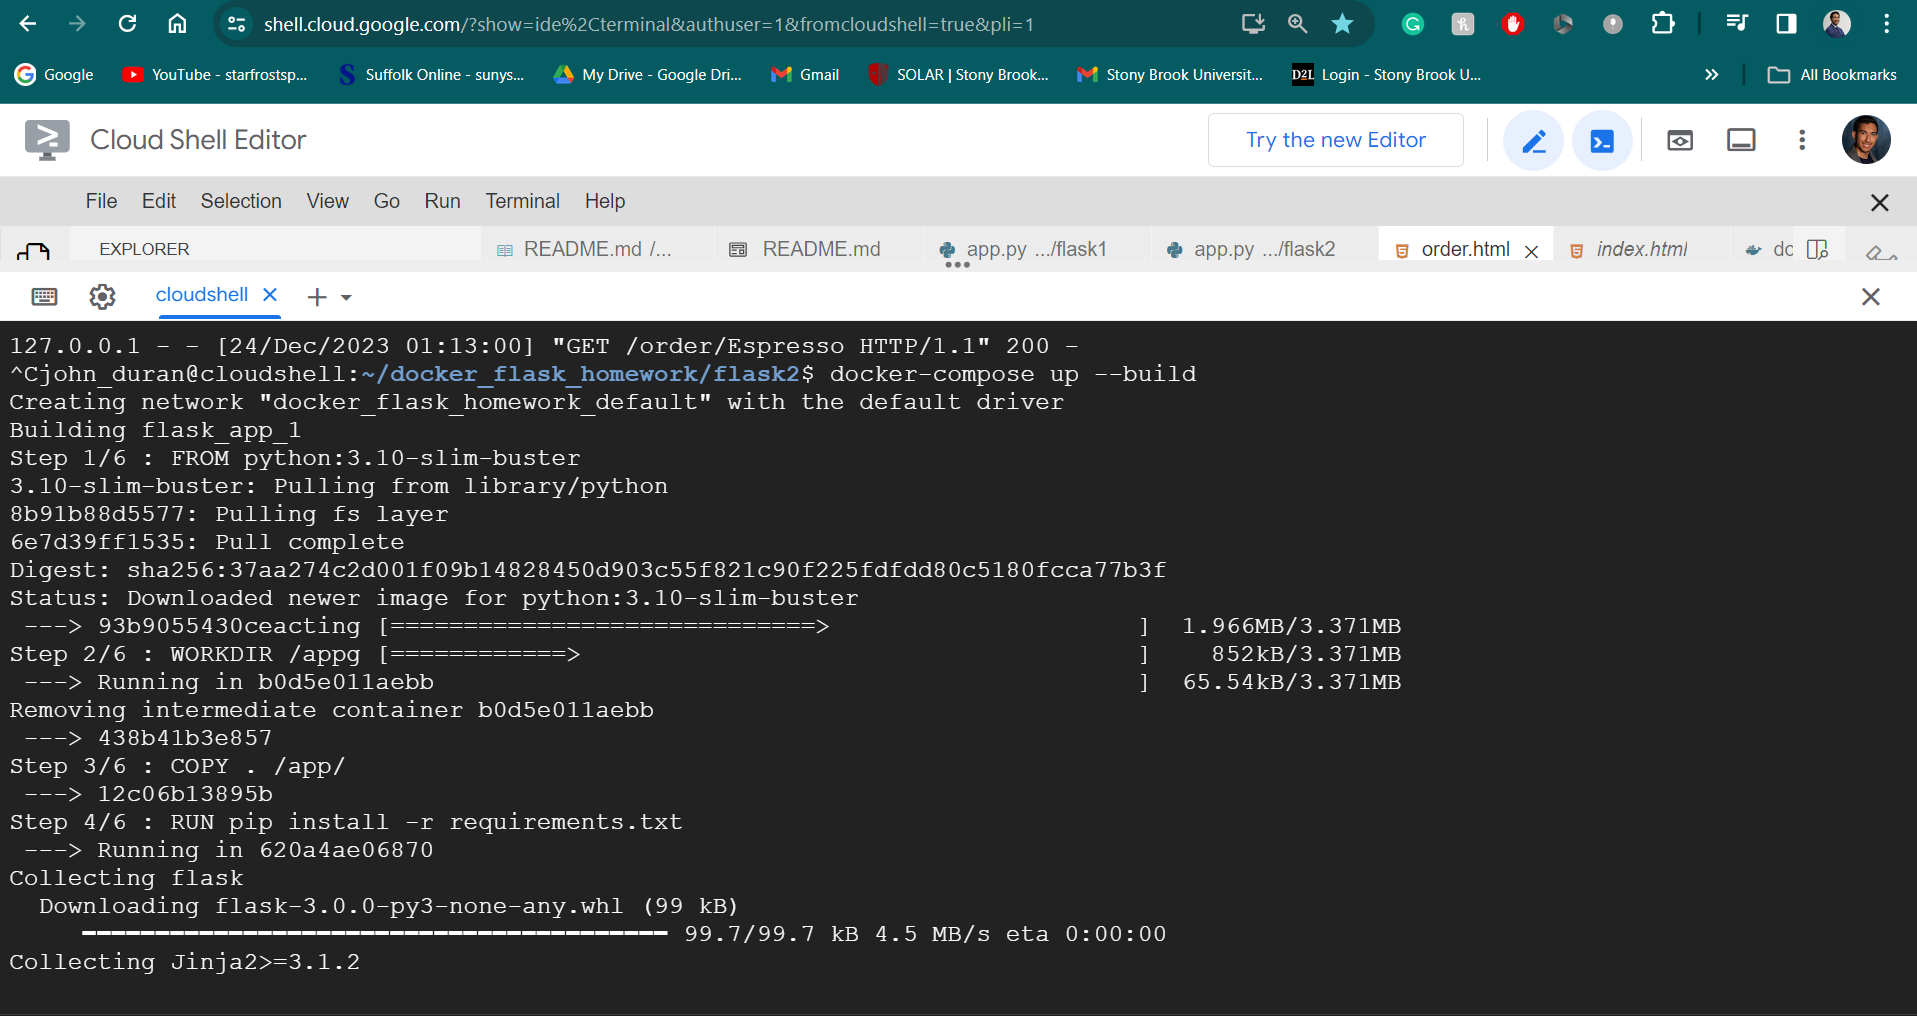 shell.cloud.google.com/?show=ide%2Cterminal&authuser=1&fromcloudshell=true&pli=1
Google YouTube - starfrostsp... Suffolk Online - sunys... My Drive - Google Dri... Gmail SOLAR | Stony Brook... Stony Brook Universit... D2L Login - Stony Brook U... All Bookmarks
Cloud Shell Editor Try the new Editor
File Edit Selection View Go Run Terminal Help
EXPLORER README.md /... README.md app.py .../flask1 app.py .../flask2 order.html index.html dc
cloudshell
127.0.0.1 - - [24/Dec/2023 01:13:00] "GET /order/Espresso HTTP/1.1" 200 -
^Cjohn_duran@cloudshell:~/docker_flask_homework/flask2$ docker-compose up --build
Creating network "docker_flask_homework_default" with the default driver
Building flask_app_1
Step 1/6 : FROM python:3.10-slim-buster
3.10-slim-buster: Pulling from library/python
8b91b88d5577: Pulling fs layer
6e7d39ff1535: Pull complete
Digest: sha256:37aa274c2d001f09b14828450d903c55f821c90f225fdfdd80c5180fcca77b3f
Status: Downloaded newer image for python:3.10-slim-buster
 ---> 93b9055430ceacting [=============================>                     ]  1.966MB/3.371MB
Step 2/6 : WORKDIR /appg [============>                                      ]    852kB/3.371MB
 ---> Running in b0d5e011aebb                                                ]  65.54kB/3.371MB
Removing intermediate container b0d5e011aebb
 ---> 438b41b3e857
Step 3/6 : COPY . /app/
 ---> 12c06b13895b
Step 4/6 : RUN pip install -r requirements.txt
 ---> Running in 620a4ae06870
Collecting flask
  Downloading flask-3.0.0-py3-none-any.whl (99 kB)
     ━━━━━━━━━━━━━━━━━━━━━━━━━━━━━━━━━━━━━━━━ 99.7/99.7 kB 4.5 MB/s eta 0:00:00
Collecting Jinja2>=3.1.2